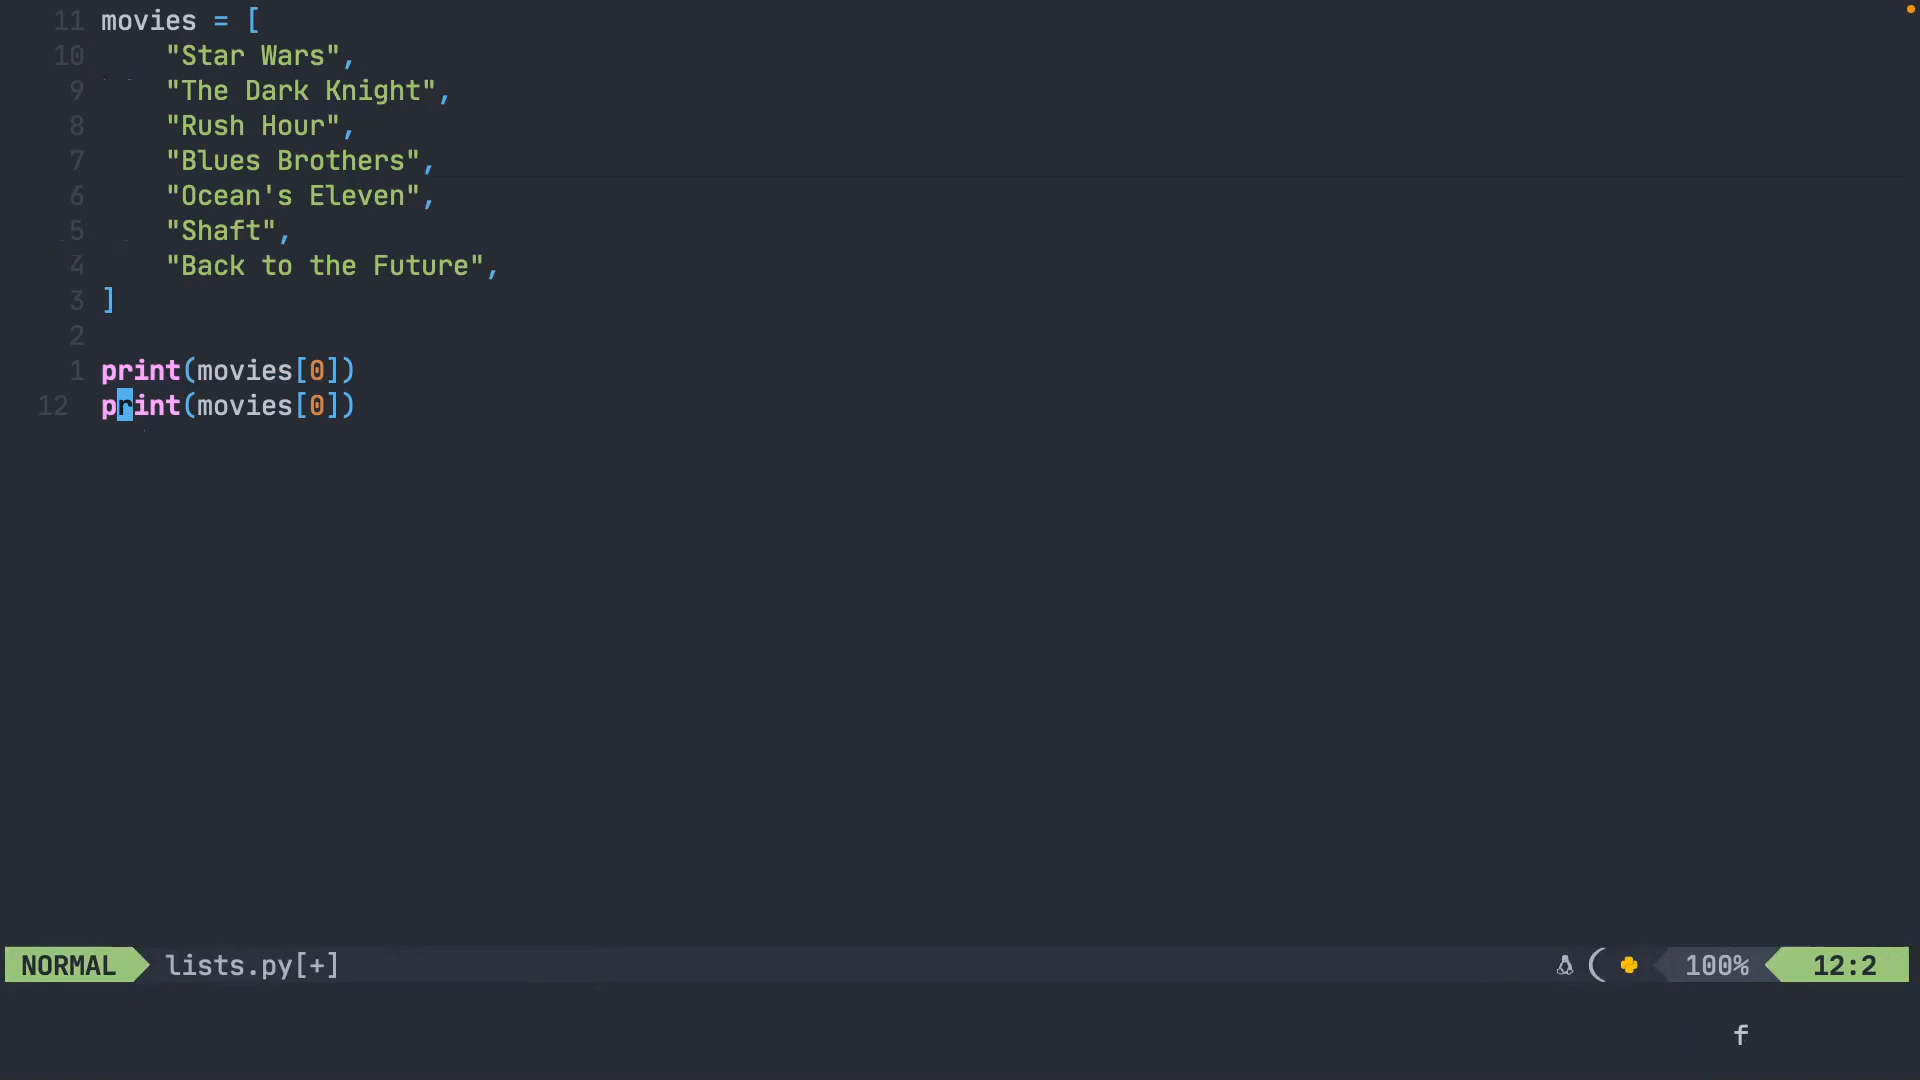 11 movies = [
10     "Star Wars",
9     "The Dark Knight",
8     "Rush Hour",
7     "Blues Brothers",
6     "Ocean's Eleven",
5     "Shaft",
4     "Back to the Future",
3 ]
2
1 print(movies[0])
12 print(movies[0])
NORMAL lists.py[+] 100% 12:2
f